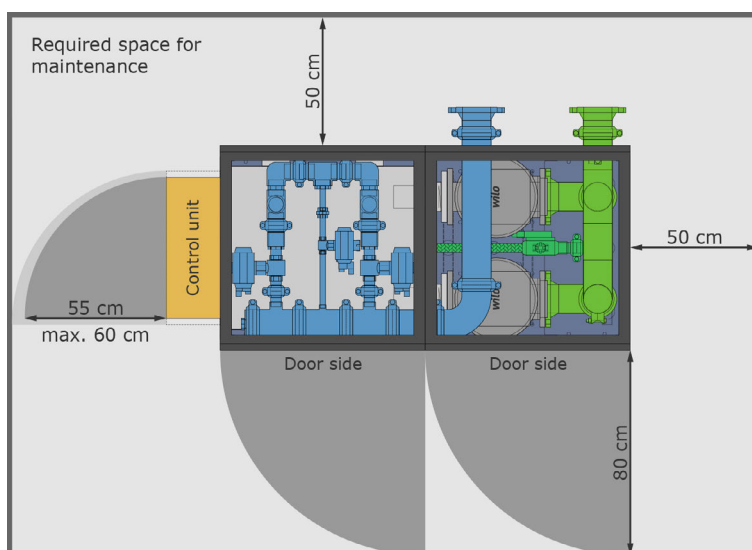 Required space for
maintenance
50 cm
wilo
Control unit
50 cm
wilo
55 cm
max. 60 cm
Door side
Door side
80 cm